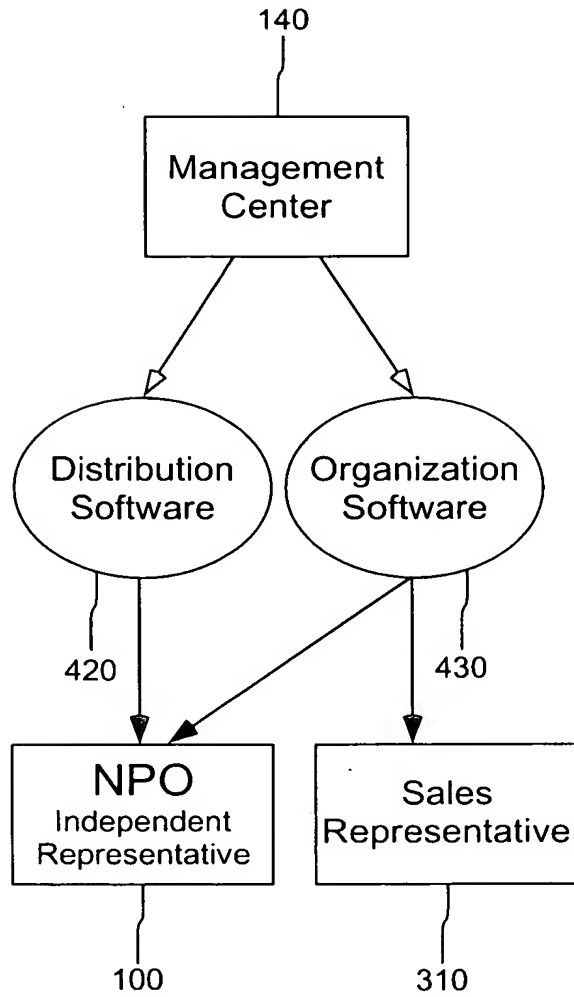 140
Management
Center
Distribution
Software
Organization
Software
420
430
NPO
Independent
Representative
Sales
Representative
100
310